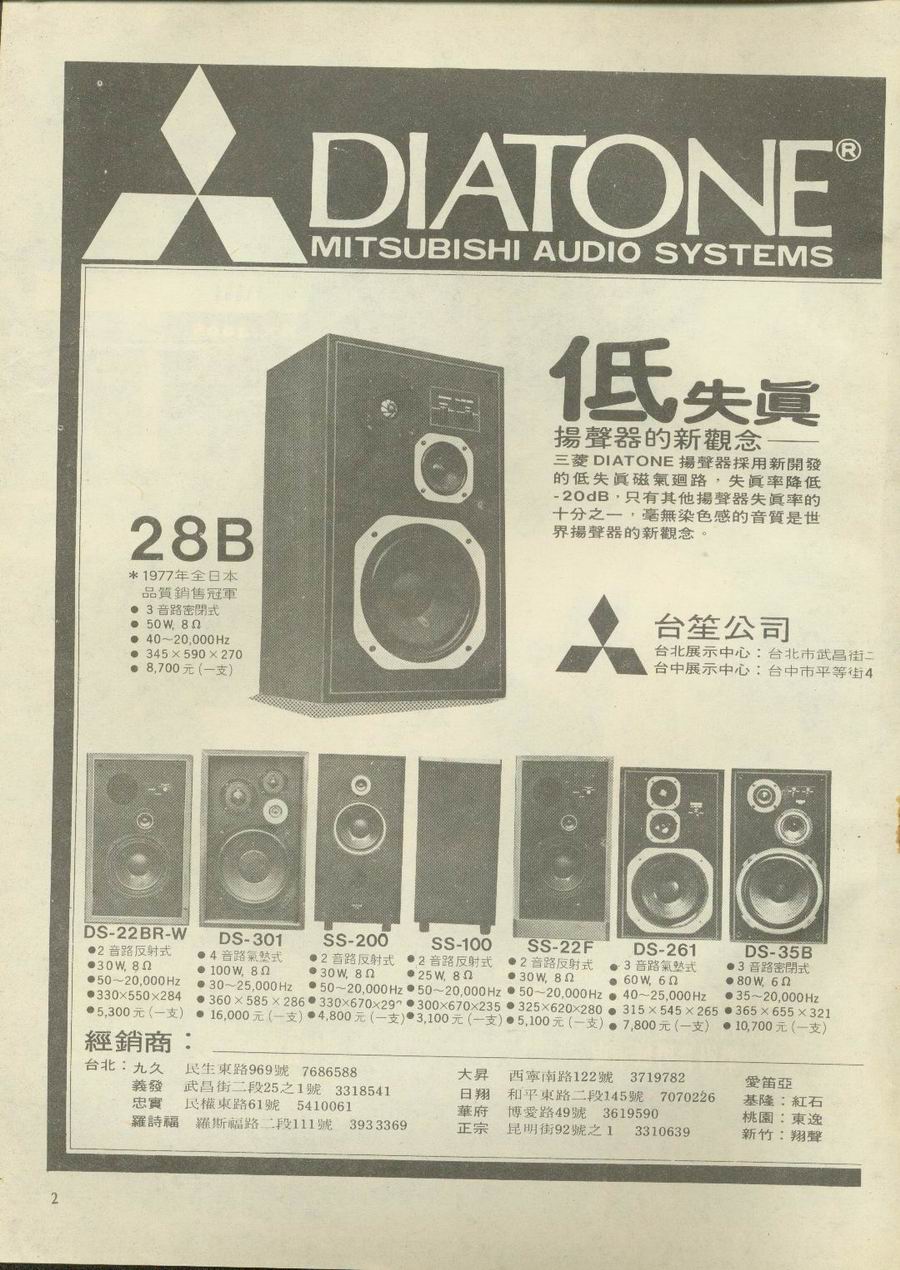 DIATONE®
MITSUBISHI AUDIO SYSTEMS
低失眞
揚聲器的新觀念——
三菱 DIATONE 揚聲器採用新開發
的低失眞磁氣廻路，失眞率降低
-20dB，只有其他揚聲器失眞率的
十分之一，毫無染色感的音質是世
界揚聲器的新觀念。
28B
*1977年全日本
品質銷售冠軍
● 3 音路密閉式
● 50W, 8Ω
● 40～20,000Hz
● 345×590×270
● 8,700元(一支)
台笙公司
台北展示中心：台北市武昌街二
台中展示中心：台中市平等街4
DS-22BR-W
●2 音路反射式
●30W, 8Ω
●50～20,000Hz
●330×550×284
●5,300元(一支)
DS-301
● 4 音路氣墊式
● 100W, 8Ω
● 30～25,000Hz
● 360×585×286
● 16,000元(一支)
SS-200
● 2 音路反射式
● 30W, 8Ω
● 50～20,000Hz
● 330×670×29
● 4,800元(一支)
SS-100
● 2 音路反射式
● 25W, 8Ω
● 50～20,000Hz
● 300×670×235
● 3,100元(一支)
SS-22F
● 2 音路反射式
● 30W, 8Ω
● 50～20,000Hz
● 325×620×280
● 5,100元(一支)
DS-261
● 3 音路氣墊式
● 60W, 6Ω
● 40～25,000Hz
● 315×545×265
● 7,800元(一支)
DS-35B
● 3 音路密閉式
● 80W, 6Ω
● 35～20,000Hz
● 365×655×321
● 10,700元(一支)
經銷商：
台北：九久 民生東路969號 7686588
義發 武昌街二段25之1號 3318541
忠實 民權東路61號 5410061
羅詩福 羅斯福路二段111號 3933369
大昇 西寧南路122號 3719782
日翔 和平東路二段145號 7070226
華府 博愛路49號 3619590
正宗 昆明街92號之1 3310639
愛笛亞
基隆：紅石
桃園：東逸
新竹：翔聲
2